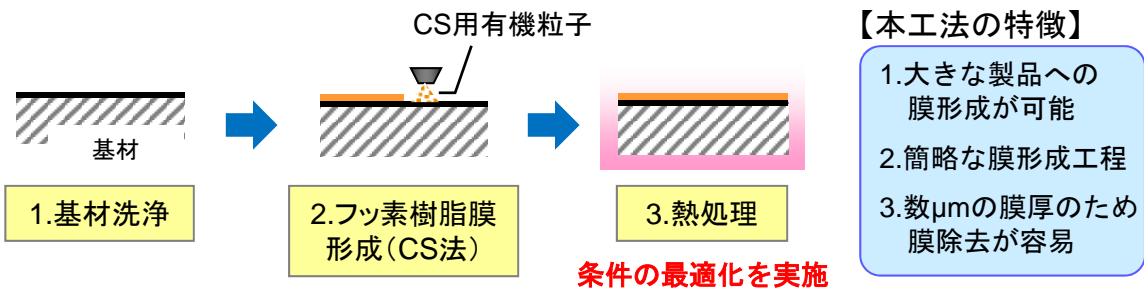 CS用有機粒子
基材
1.基材洗浄
2.フッ素樹脂膜
形成（CS法）
3.熱処理
条件の最適化を実施
【本工法の特徴】
1.大きな製品への
膜形成が可能
2.簡略な膜形成工程
3.数μmの膜厚のため
膜除去が容易